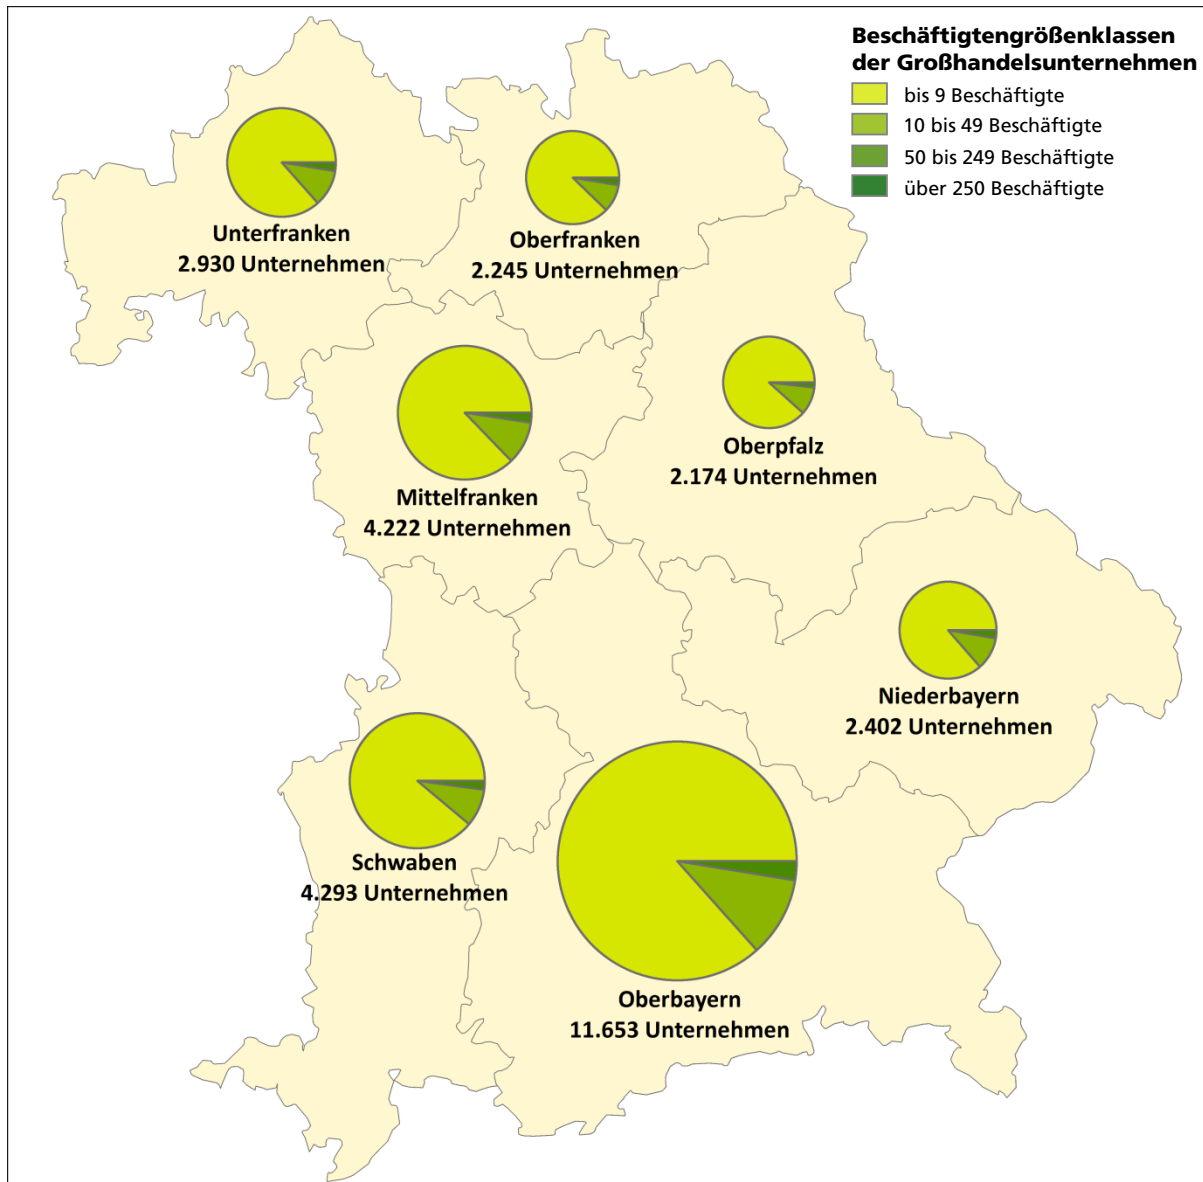 Beschäftigtengrößenklassen
der Großhandelsunternehmen
bis 9 Beschäftigte
10 bis 49 Beschäftigte
50 bis 249 Beschäftigte
über 250 Beschäftigte
Unterfranken
2.930 Unternehmen
Oberfranken
2.245 Unternehmen
Mittelfranken
4.222 Unternehmen
Oberpfalz
2.174 Unternehmen
Niederbayern
2.402 Unternehmen
Schwaben
4.293 Unternehmen
Oberbayern
11.653 Unternehmen